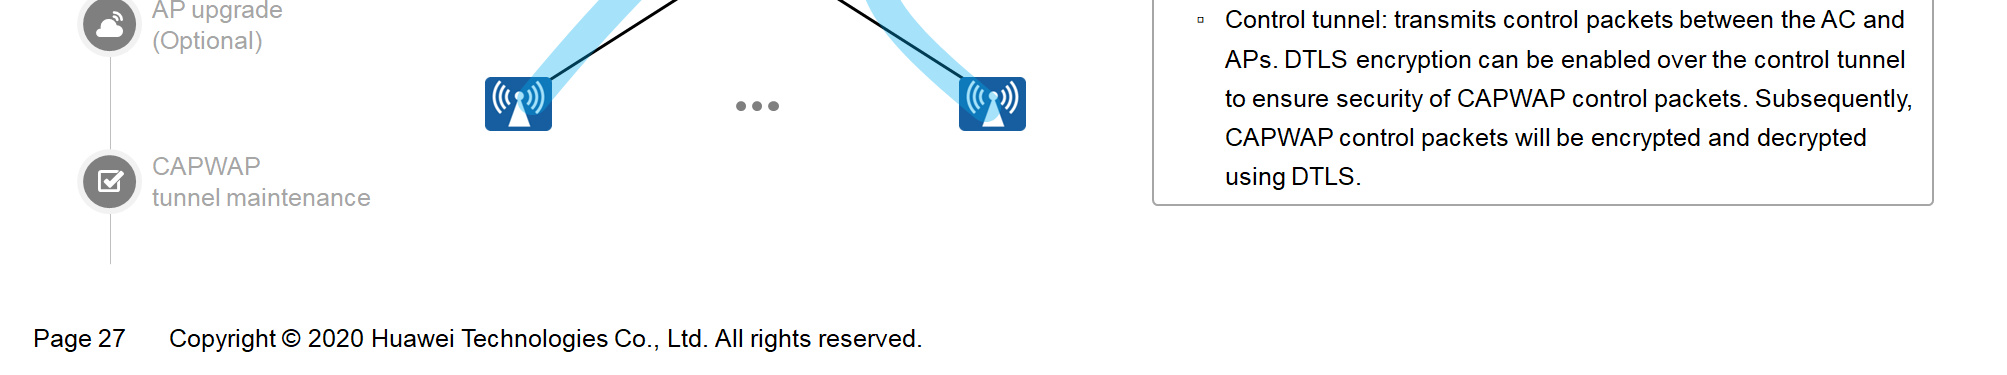 AP upgrade
(Optional)
CAPWAP
tunnel maintenance
▫ Control tunnel: transmits control packets between the AC and
APs. DTLS encryption can be enabled over the control tunnel
to ensure security of CAPWAP control packets. Subsequently,
CAPWAP control packets will be encrypted and decrypted
using DTLS.
Page 27 Copyright © 2020 Huawei Technologies Co., Ltd. All rights reserved.